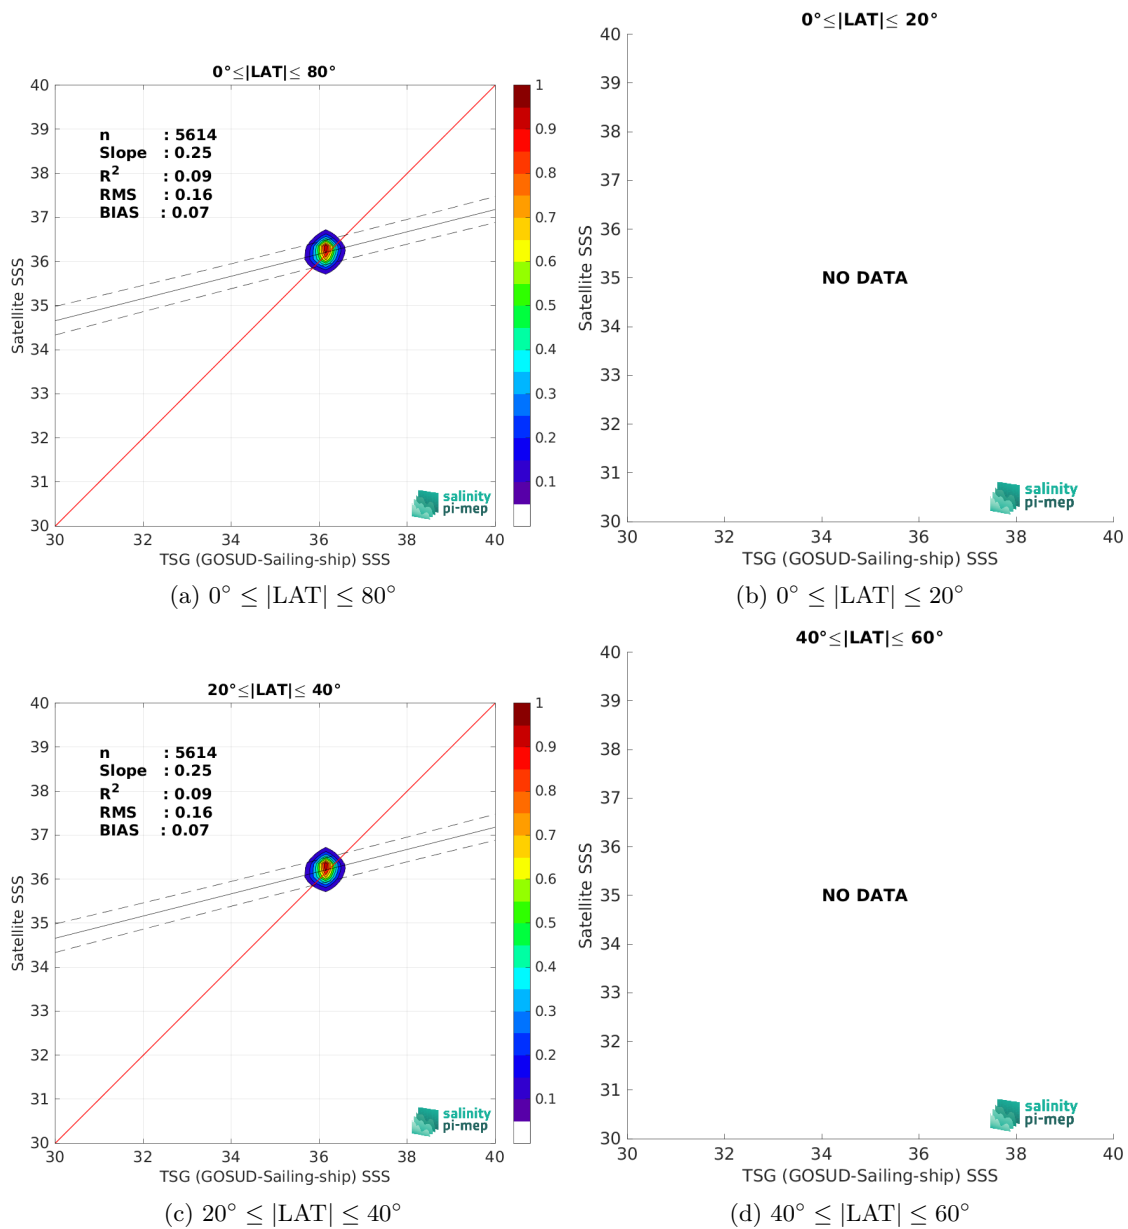 0°≤|LAT|≤ 80°
40
39
38
37
36
35
34
33
32
31
30
Satellite SSS
n : 5614
Slope : 0.25
R² : 0.09
RMS : 0.16
BIAS : 0.07
1
0.9
0.8
0.7
0.6
0.5
0.4
0.3
0.2
0.1
salinity
pi-mep
30 32 34 36 38 40
TSG (GOSUD-Sailing-ship) SSS
(a) 0° ≤ |LAT| ≤ 80°
0°≤|LAT|≤ 20°
40
39
38
37
36
35
34
33
32
31
30
Satellite SSS
NO DATA
salinity
pi-mep
30 32 34 36 38 40
TSG (GOSUD-Sailing-ship) SSS
(b) 0° ≤ |LAT| ≤ 20°
20°≤|LAT|≤ 40°
40
39
38
37
36
35
34
33
32
31
30
Satellite SSS
n : 5614
Slope : 0.25
R² : 0.09
RMS : 0.16
BIAS : 0.07
1
0.9
0.8
0.7
0.6
0.5
0.4
0.3
0.2
0.1
salinity
pi-mep
30 32 34 36 38 40
TSG (GOSUD-Sailing-ship) SSS
(c) 20° ≤ |LAT| ≤ 40°
40°≤|LAT|≤ 60°
40
39
38
37
36
35
34
33
32
31
30
Satellite SSS
NO DATA
salinity
pi-mep
30 32 34 36 38 40
TSG (GOSUD-Sailing-ship) SSS
(d) 40° ≤ |LAT| ≤ 60°